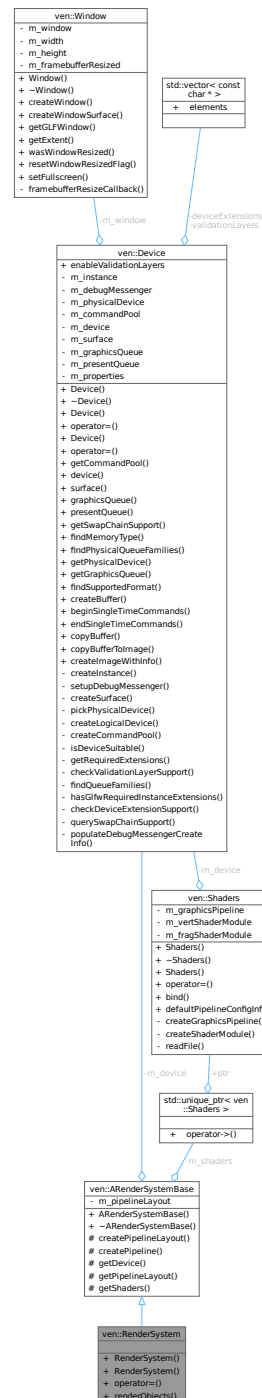 ven::Window
- m_window
- m_width
- m_height
- m_framebufferResized
+ Window()
+ ~Window()
+ createWindow()
+ createWindowSurface()
+ getGLFWindow()
+ getExtent()
+ wasWindowResized()
+ resetWindowResizedFlag()
+ setFullscreen()
- framebufferResizeCallback()
std::vector< const
char * >
+ elements
-m_window
-deviceExtensions
-validationLayers
ven::Device
+ enableValidationLayers
- m_instance
- m_debugMessenger
- m_physicalDevice
- m_commandPool
- m_device
- m_surface
- m_graphicsQueue
- m_presentQueue
- m_properties
+ Device()
+ ~Device()
+ Device()
+ operator=()
+ Device()
+ operator=()
+ getCommandPool()
+ device()
+ surface()
+ graphicsQueue()
+ presentQueue()
+ getSwapChainSupport()
+ findMemoryType()
+ findPhysicalQueueFamilies()
+ getPhysicalDevice()
+ getGraphicsQueue()
+ findSupportedFormat()
+ createBuffer()
+ beginSingleTimeCommands()
+ endSingleTimeCommands()
+ copyBuffer()
+ copyBufferToImage()
+ createImageWithInfo()
- createInstance()
- setupDebugMessenger()
- createSurface()
- pickPhysicalDevice()
- createLogicalDevice()
- createCommandPool()
- isDeviceSuitable()
- getRequiredExtensions()
- checkValidationLayerSupport()
- findQueueFamilies()
- hasGlfwRequiredInstanceExtensions()
- checkDeviceExtensionSupport()
- querySwapChainSupport()
- populateDebugMessengerCreate
Info()
-m_device
ven::Shaders
- m_graphicsPipeline
- m_vertShaderModule
- m_fragShaderModule
+ Shaders()
+ ~Shaders()
+ Shaders()
+ operator=()
+ bind()
+ defaultPipelineConfigInf
- createGraphicsPipeline(
- createShaderModule()
- readFile()
-m_device
+ptr
std::unique_ptr< ven
::Shaders >
+ operator->()
-m_shaders
ven::ARenderSystemBase
- m_pipelineLayout
+ ARenderSystemBase()
+ ~ARenderSystemBase()
# createPipelineLayout()
# createPipeline()
# getDevice()
# getPipelineLayout()
# getShaders()
ven::RenderSystem
+ RenderSystem()
+ RenderSystem()
+ operator=()
+ renderObjects()